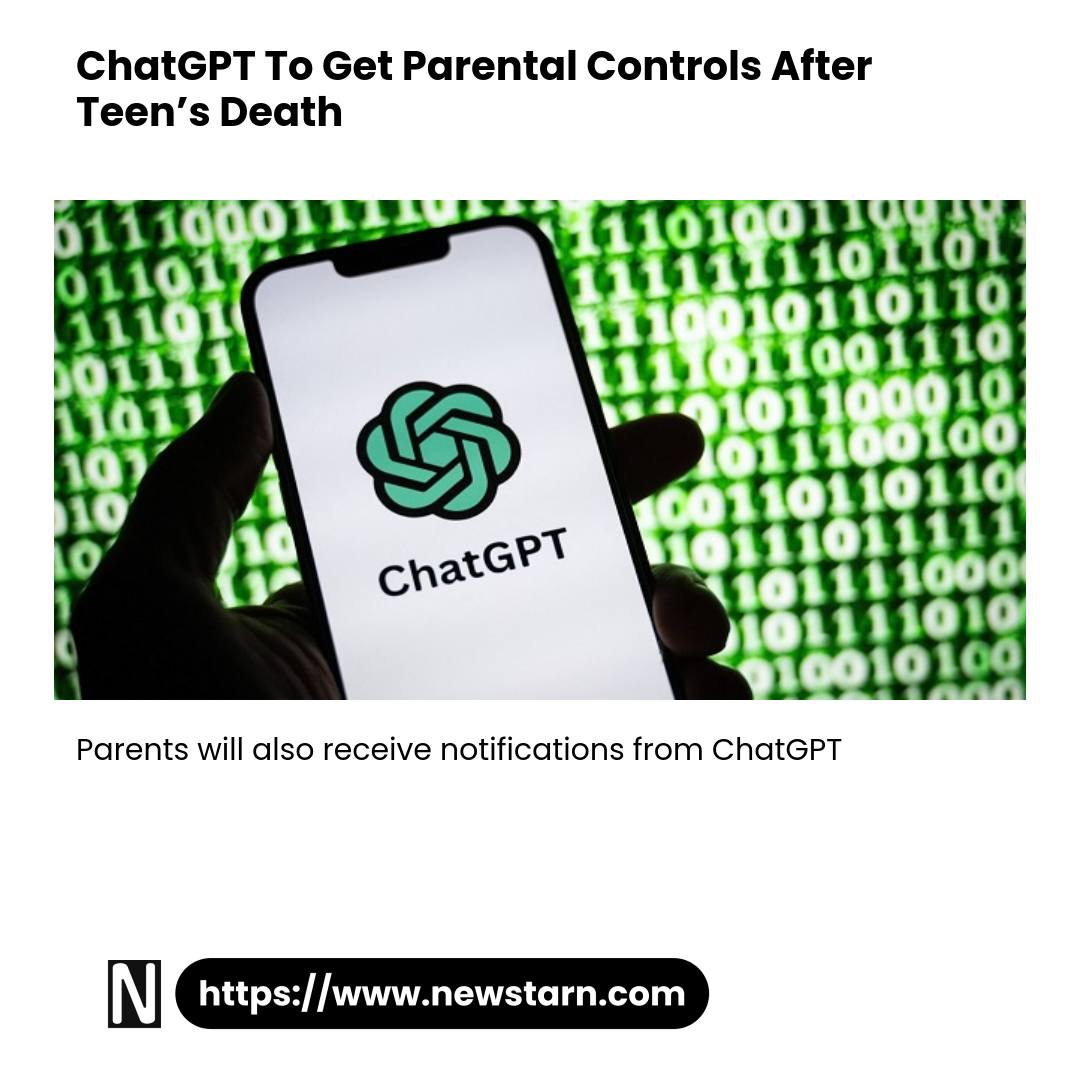 ChatGPT To Get Parental Controls After
Teen’s Death
ChatGPT
Parents will also receive notifications from ChatGPT
N
https://www.newstarn.com